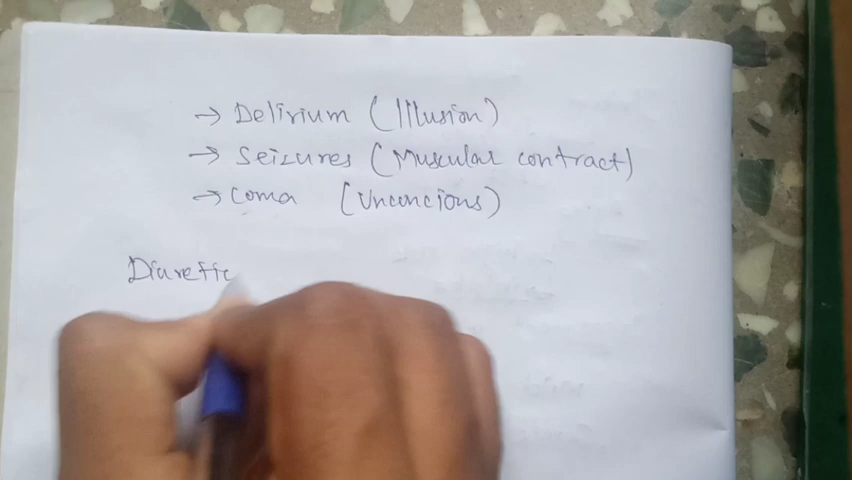 → Delirium (Illusion)
→ Seizures (Muscular contract)
→ Coma (Unconcious)
Diuretic